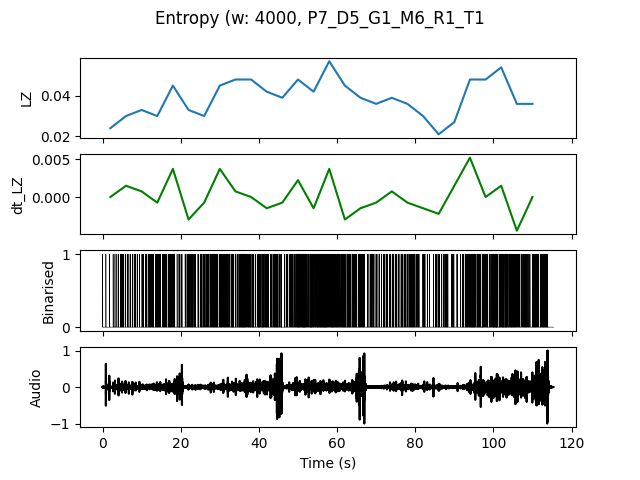 Entropy (w: 4000, P7_D5_G1_M6_R1_T1
LZ
0.04
0.02
dt_LZ
0.005
0.000
Binarised
1
0
Audio
1
0
−1
0 20 40 60 80 100 120
Time (s)